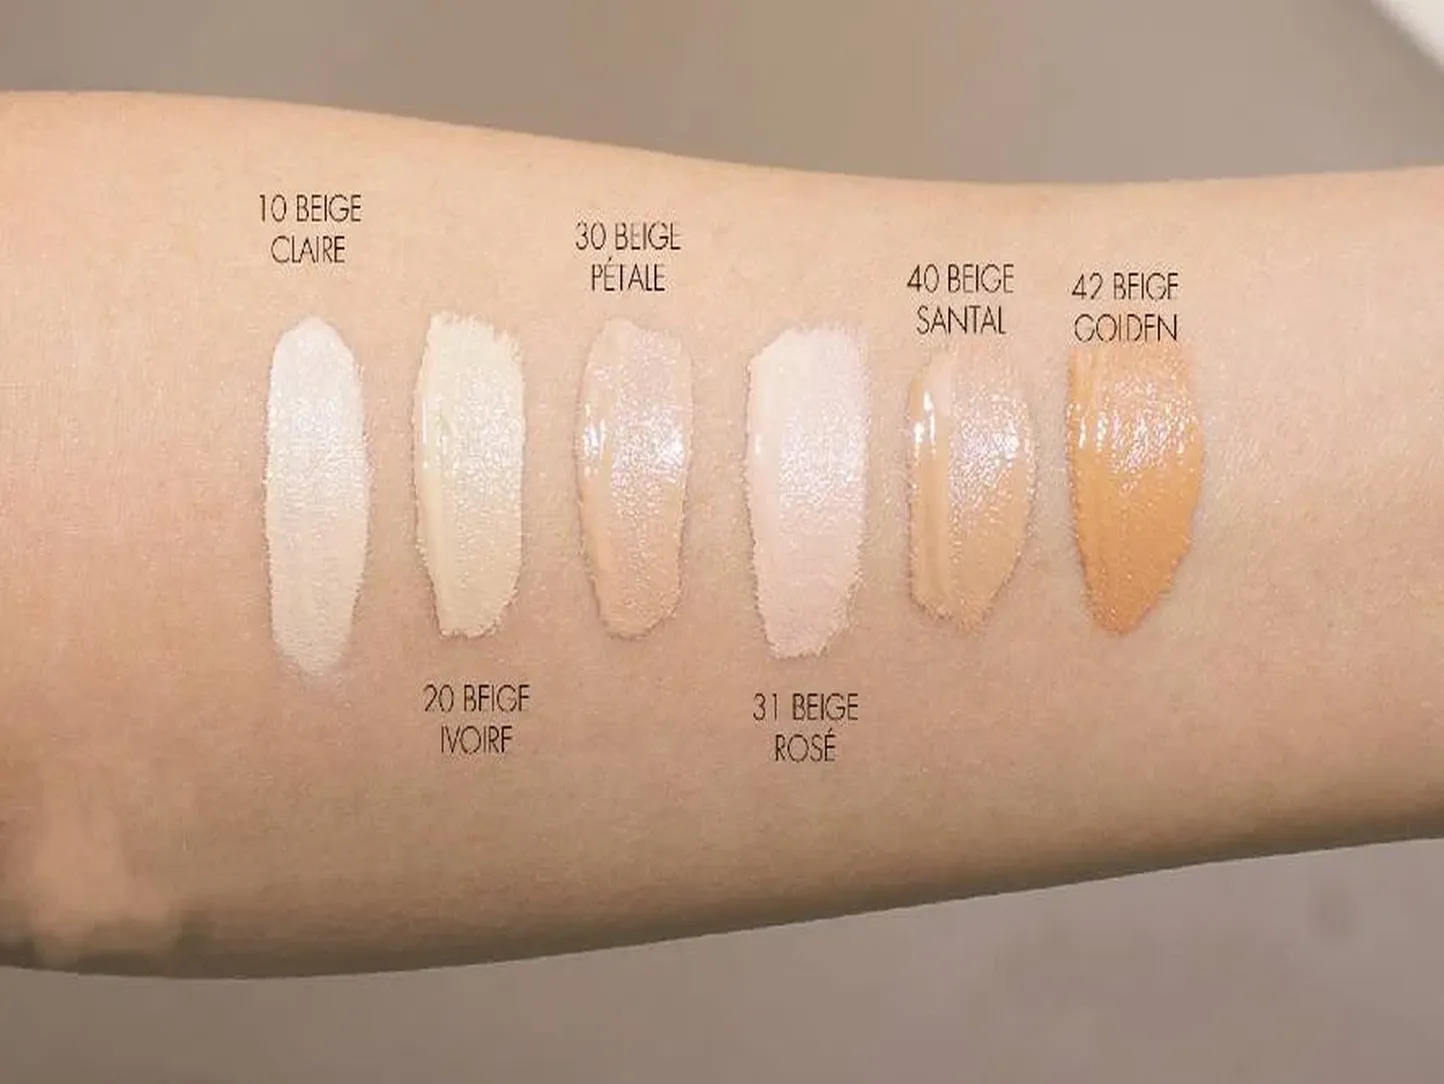 10 BEIGE
CLAIRE
30 BEIGE
PÉTALE
40 BEIGE
SANTAL
42 BEIGE
GOLDEN
20 BEIGE
IVOIRE
31 BEIGE
ROSÉ